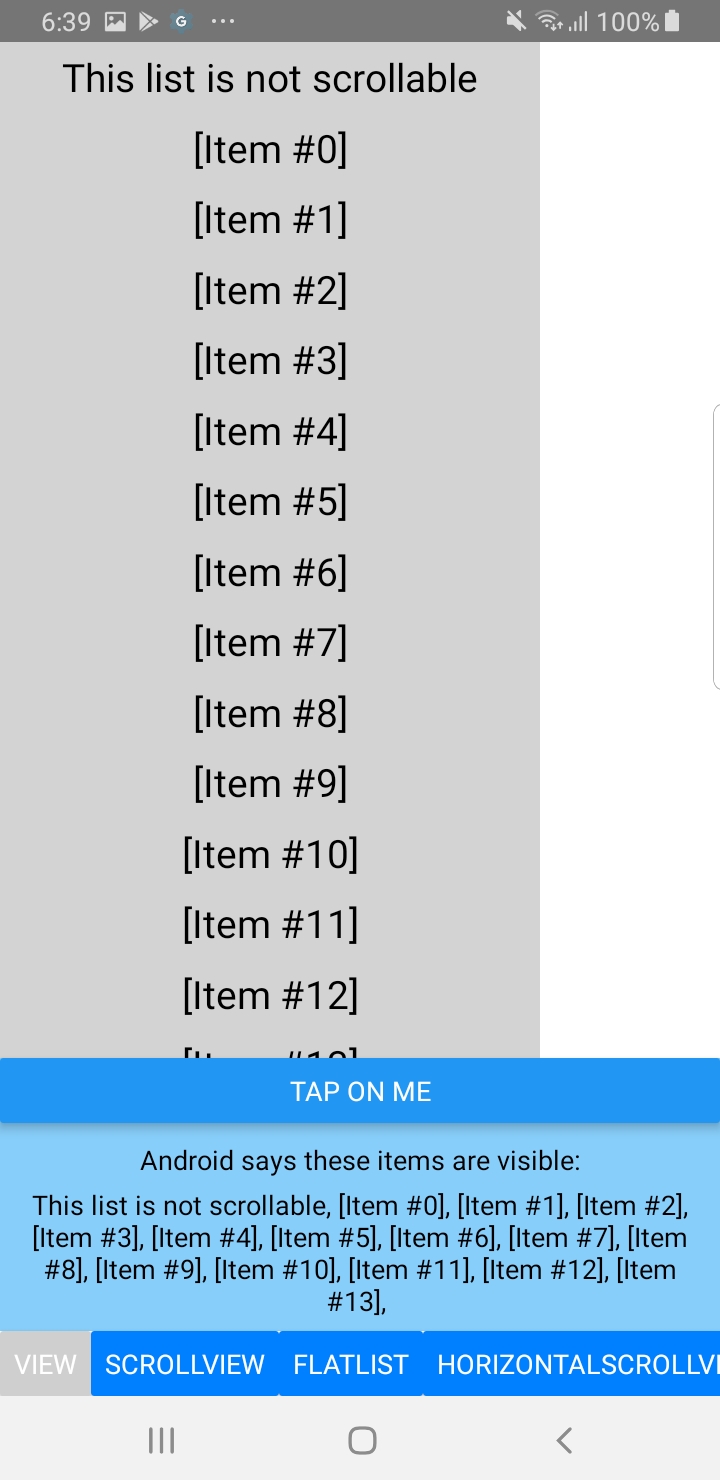 6:39 G 100%
This list is not scrollable
[Item #0]
[Item #1]
[Item #2]
[Item #3]
[Item #4]
[Item #5]
[Item #6]
[Item #7]
[Item #8]
[Item #9]
[Item #10]
[Item #11]
[Item #12]
TAP ON ME
Android says these items are visible:
This list is not scrollable, [Item #0], [Item #1], [Item #2],
[Item #3], [Item #4], [Item #5], [Item #6], [Item #7], [Item
#8], [Item #9], [Item #10], [Item #11], [Item #12], [Item
#13],
VIEW SCROLLVIEW FLATLIST HORIZONTALSCROLLVI